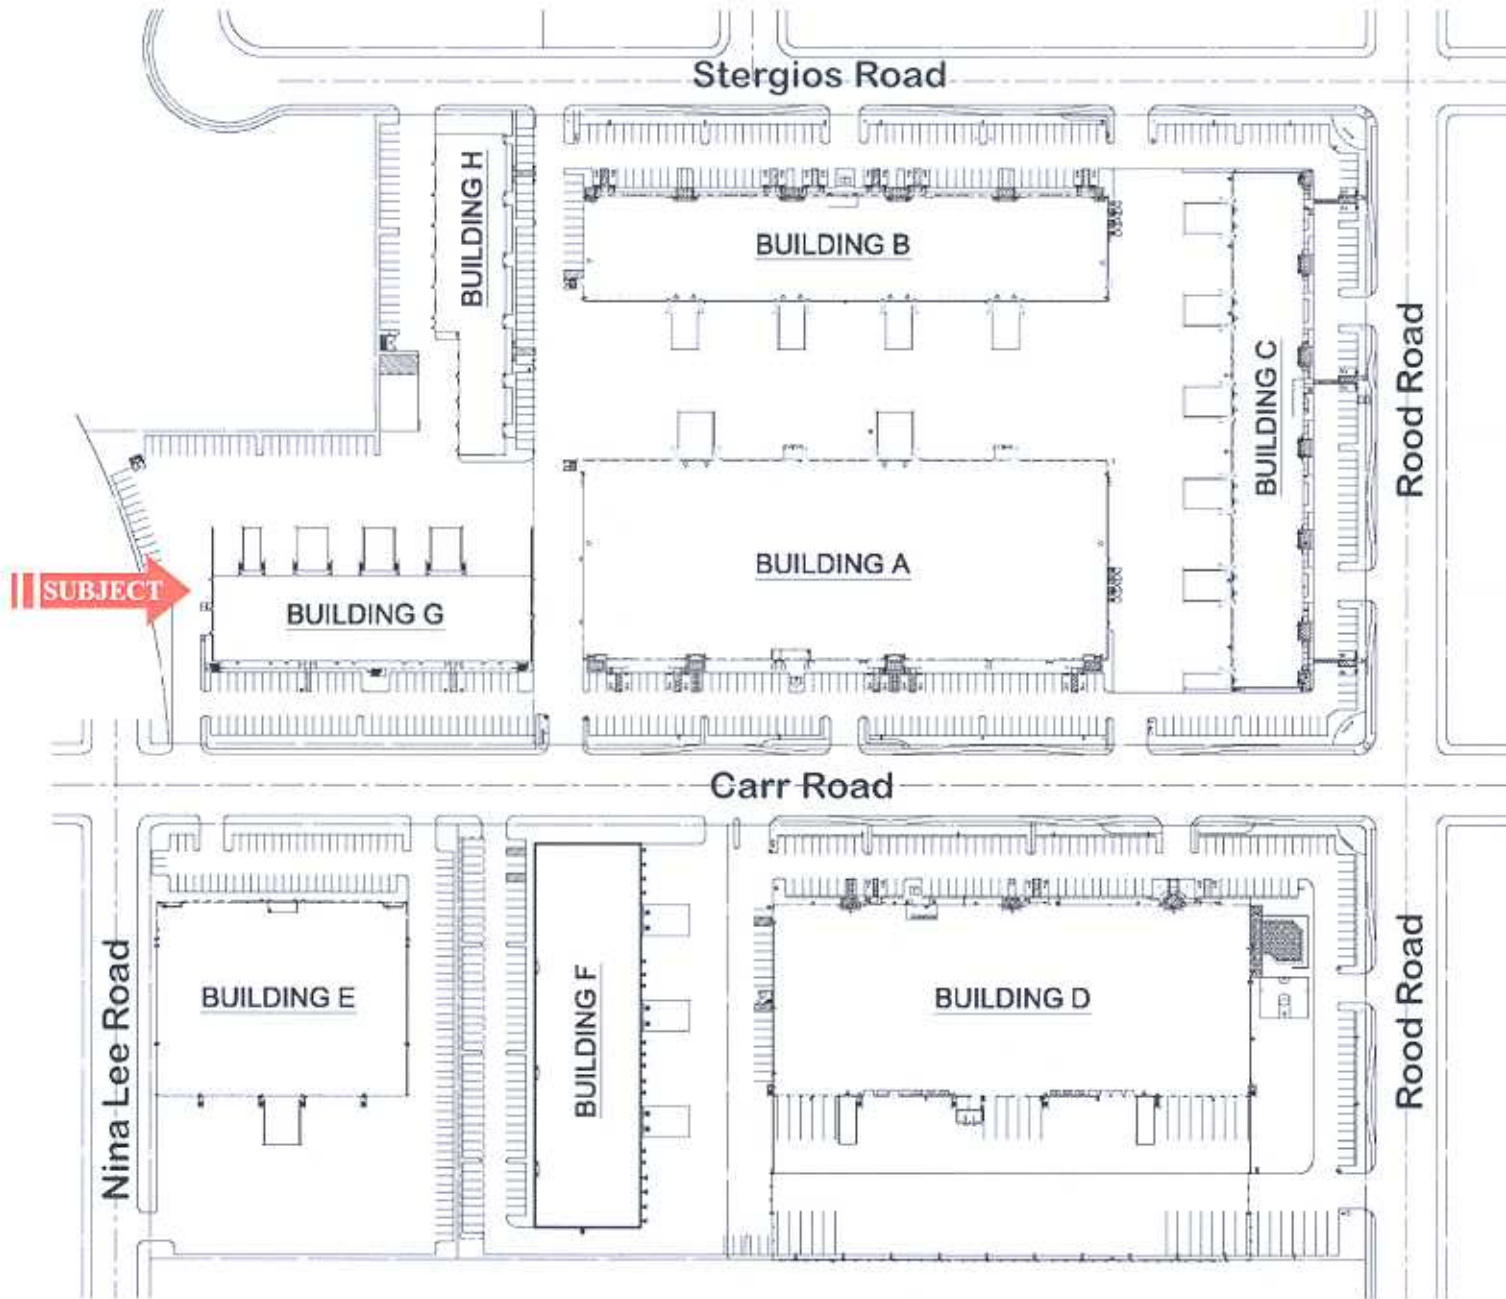 Stergios Road
BUILDING H
BUILDING B
BUILDING C
Rood Road
BUILDING A
SUBJECT
BUILDING G
Carr Road
Nina Lee Road
BUILDING E
BUILDING F
BUILDING D
Rood Road